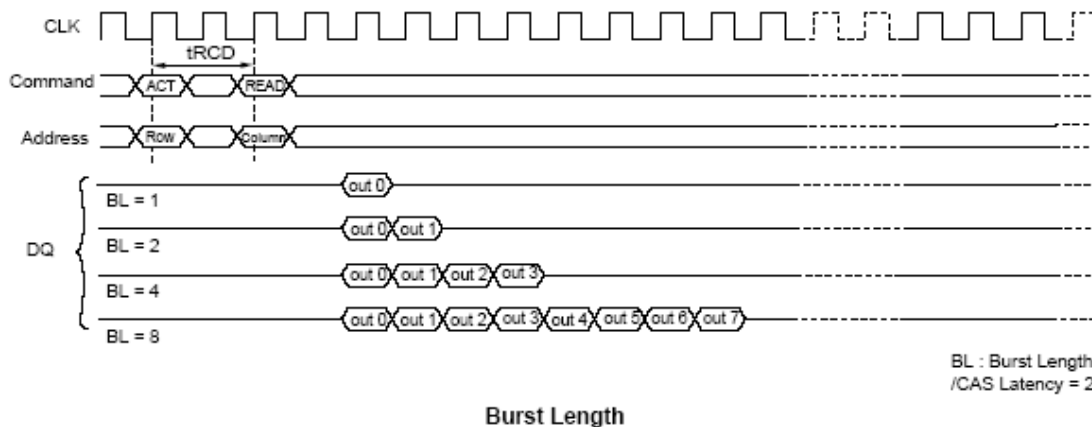 CLK
tRCD
Command ACT READ
Address Row Column
DQ
BL = 1 out 0
BL = 2 out 0 out 1
BL = 4 out 0 out 1 out 2 out 3
BL = 8 out 0 out 1 out 2 out 3 out 4 out 5 out 6 out 7
BL : Burst Length
/CAS Latency = 2
Burst Length